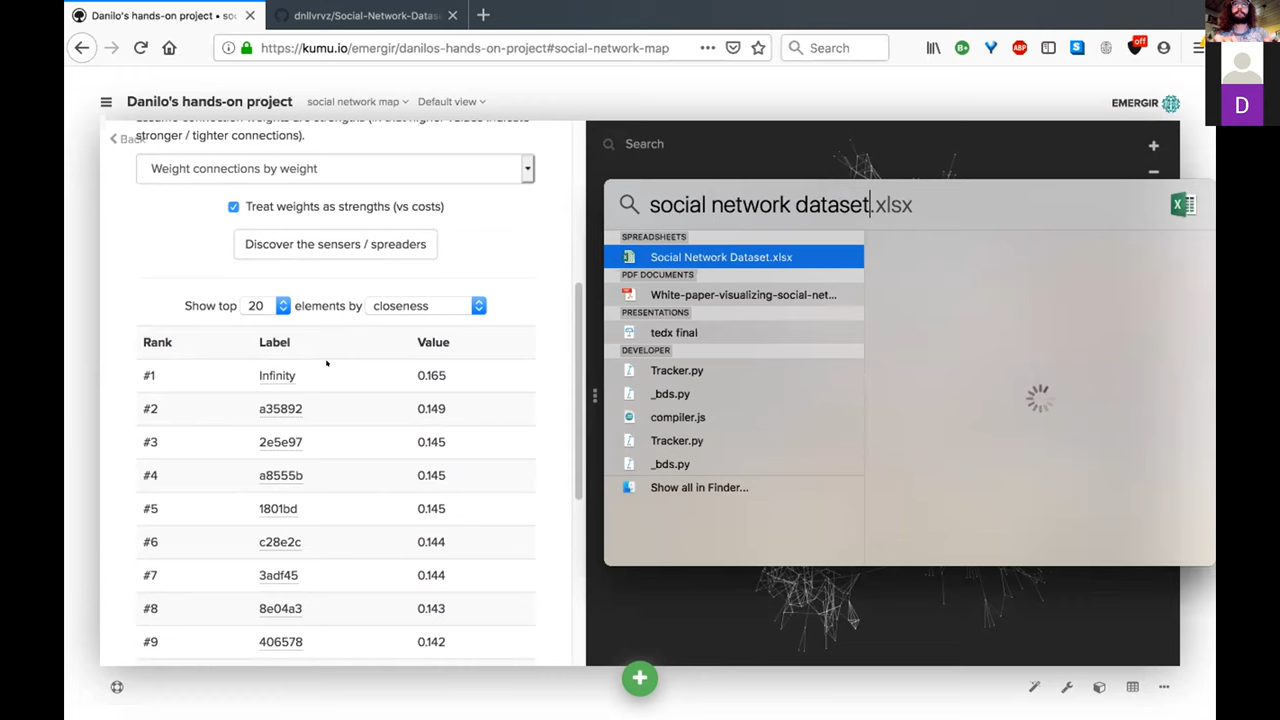 Danilo's hands-on project • soc
dnllvrvz/Social-Network-Datas
https://kumu.io/emergir/danilos-hands-on-project#social-network-map
Search
B+
ABP
S
off
D
Danilo's hands-on project
social network map
Default view
EMERGIR
stronger / tighter connections).
Back
Weight connections by weight
Treat weights as strengths (vs costs)
Discover the sensers / spreaders
Show top 20 elements by closeness
Rank Label Value
#1 Infinity 0.165
#2 a35892 0.149
#3 2e5e97 0.145
#4 a8555b 0.145
#5 1801bd 0.145
#6 c28e2c 0.144
#7 3adf45 0.144
#8 8e04a3 0.143
#9 406578 0.142
Search
social network dataset.xlsx
SPREADSHEETS
Social Network Dataset.xlsx
PDF DOCUMENTS
White-paper-visualizing-social-net...
PRESENTATIONS
tedx final
DEVELOPER
Tracker.py
_bds.py
compiler.js
Tracker.py
_bds.py
Show all in Finder...